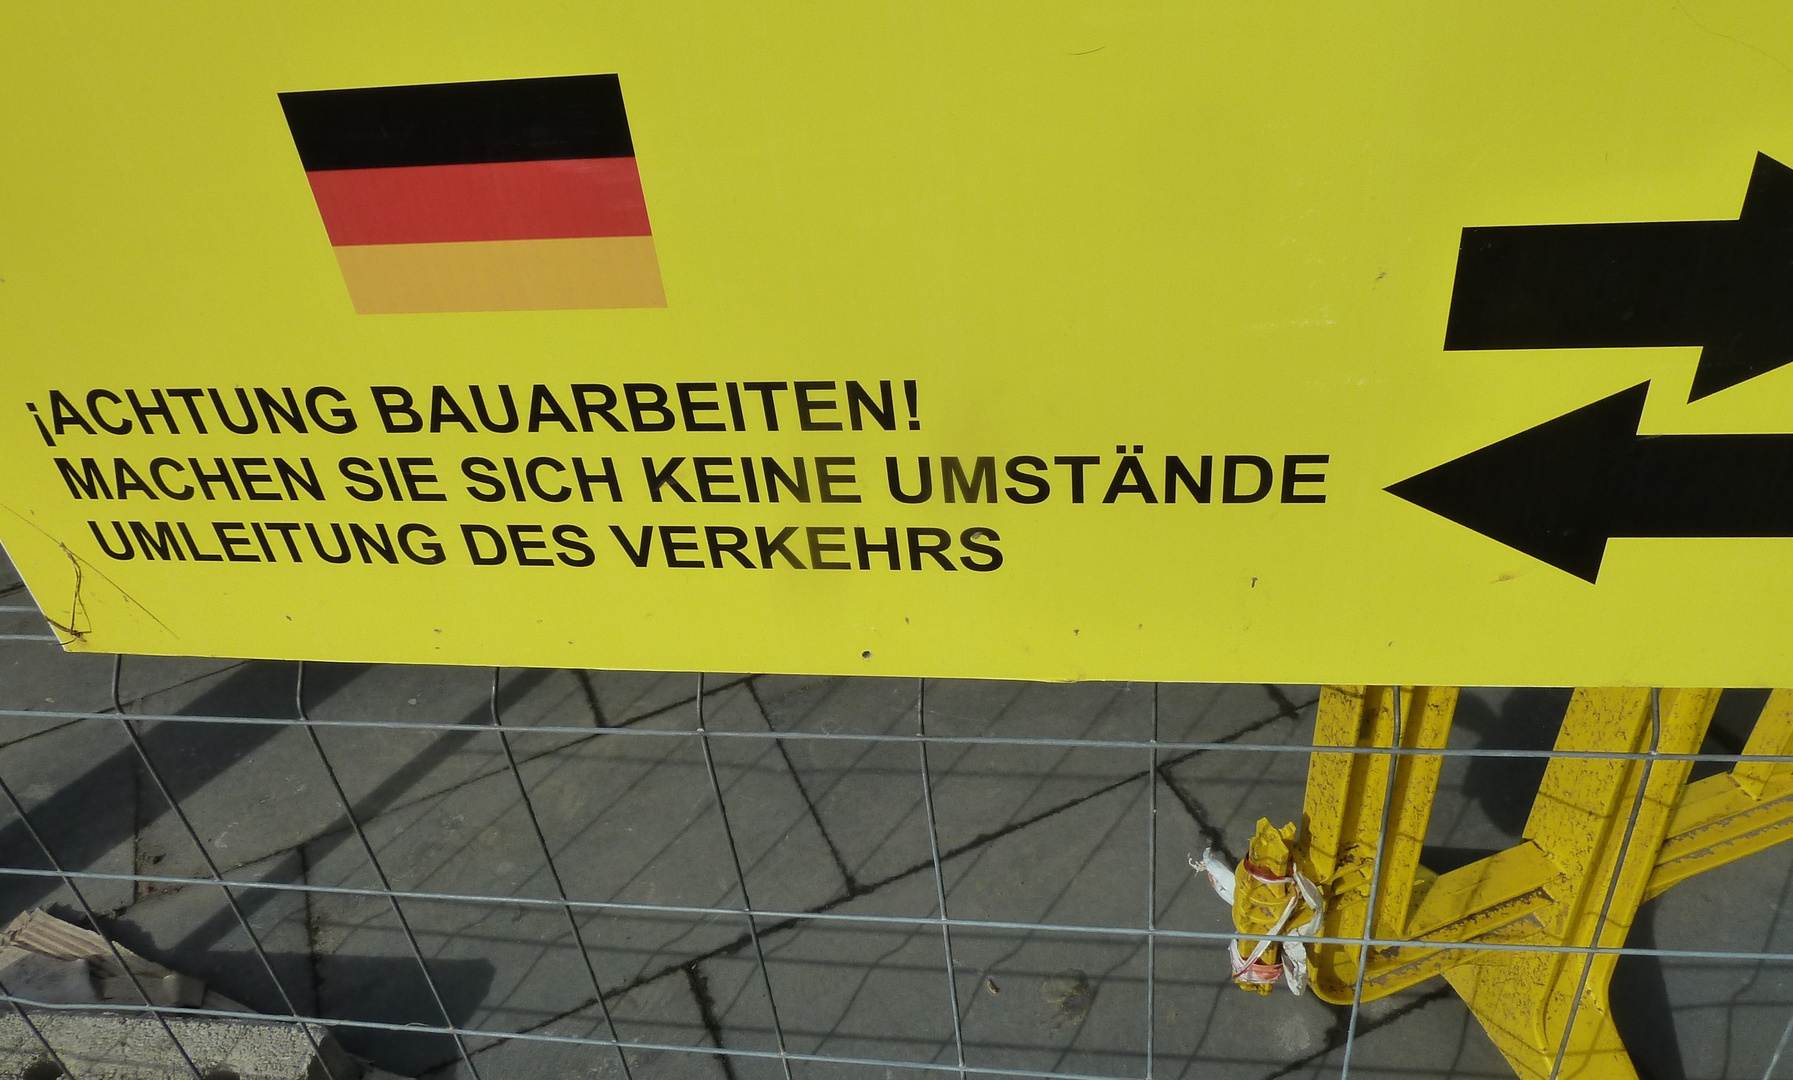 ¡ACHTUNG BAUARBEITEN!
MACHEN SIE SICH KEINE UMSTÄNDE
UMLEITUNG DES VERKEHRS